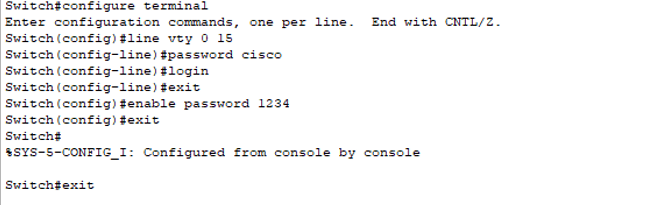 Switch#configure terminal
Enter configuration commands, one per line.  End with CNTL/Z.
Switch(config)#line vty 0 15
Switch(config-line)#password cisco
Switch(config-line)#login
Switch(config-line)#exit
Switch(config)#enable password 1234
Switch(config)#exit
Switch#
%SYS-5-CONFIG_I: Configured from console by console
Switch#exit